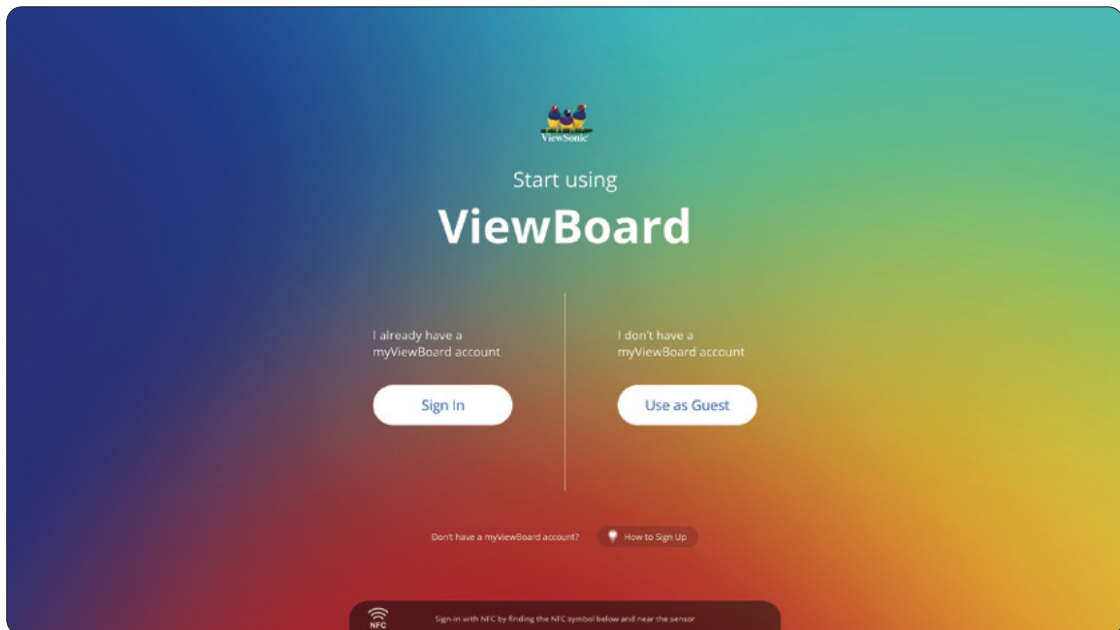 ViewSonic
Start using
ViewBoard
I already have a
myViewBoard account
Sign In
I don't have a
myViewBoard account
Use as Guest
Don't have a myViewBoard account?
How to Sign Up
NFC
Sign-in with NFC by finding the NFC symbol below and near the sensor